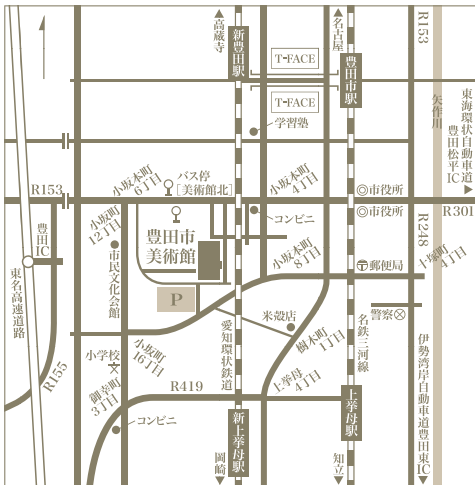 高蔵寺
新豊田駅
T-FACE
T-FACE
名古屋
豊田市駅
R153
矢作川
東海環状自動車道
豊田松平IC
学習塾
小坂本町
6丁目
バス停
[美術館北]
小坂本町
4丁目
◎市役所
R153
◎市役所
R301
コンビニ
小坂町
12丁目
豊田市
美術館
市民文化会館
豊田IC
東名高速道路
小坂本町
8丁目
〒郵便局
R248
十塚町
4丁目
P
愛知環状鉄道
米穀店
樹木町
1丁目
名鉄三河線
警察
伊勢湾岸自動車道豊田東IC
小学校
小坂町
16丁目
R155
御幸町
3丁目
R419
上挙母
4丁目
コンビニ
新上挙母駅
岡崎
上挙母駅
知立